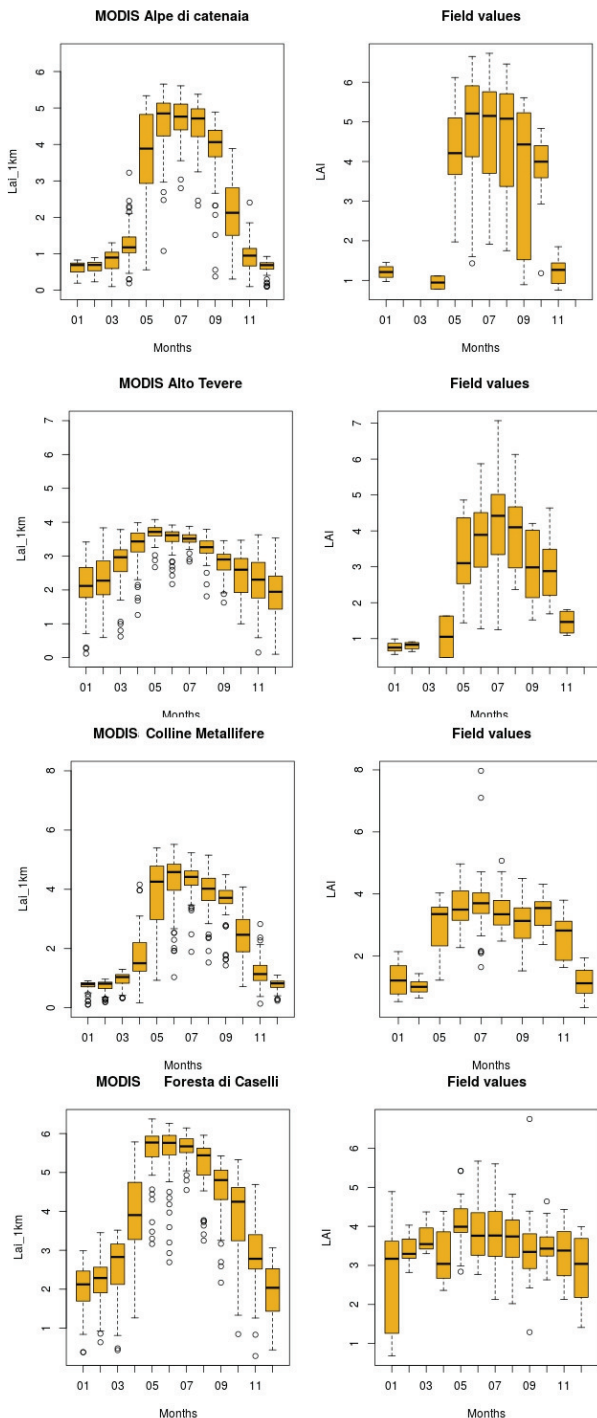 MODIS Alpe di catenaia Field values
Lai_1km
0 1 2 3 4 5 6
01 03 05 07 09 11
Months
LAI
1 2 3 4 5 6
01 03 05 07 09 11
Months
MODIS Alto Tevere Field values
Lai_1km
0 1 2 3 4 5 6 7
01 03 05 07 09 11
Months
LAI
1 2 3 4 5 6 7
01 03 05 07 09 11
Months
MODIS Colline Metallifere Field values
Lai_1km
0 2 4 6 8
01 03 05 07 09 11
Months
LAI
2 4 6 8
01 03 05 07 09 11
Months
MODIS Foresta di Caselli Field values
Lai_1km
1 2 3 4 5 6
01 03 05 07 09 11
Months
LAI
1 2 3 4 5 6 7
01 03 05 07 09 11
Months